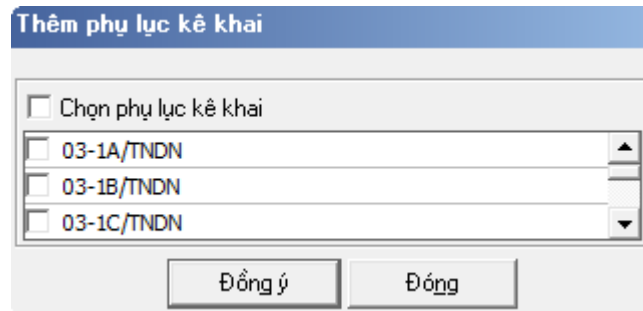 Thêm phụ lục kê khai
Chọn phụ lục kê khai
03-1A/TNDN
03-1B/TNDN
03-1C/TNDN
Đồng ý
Đóng